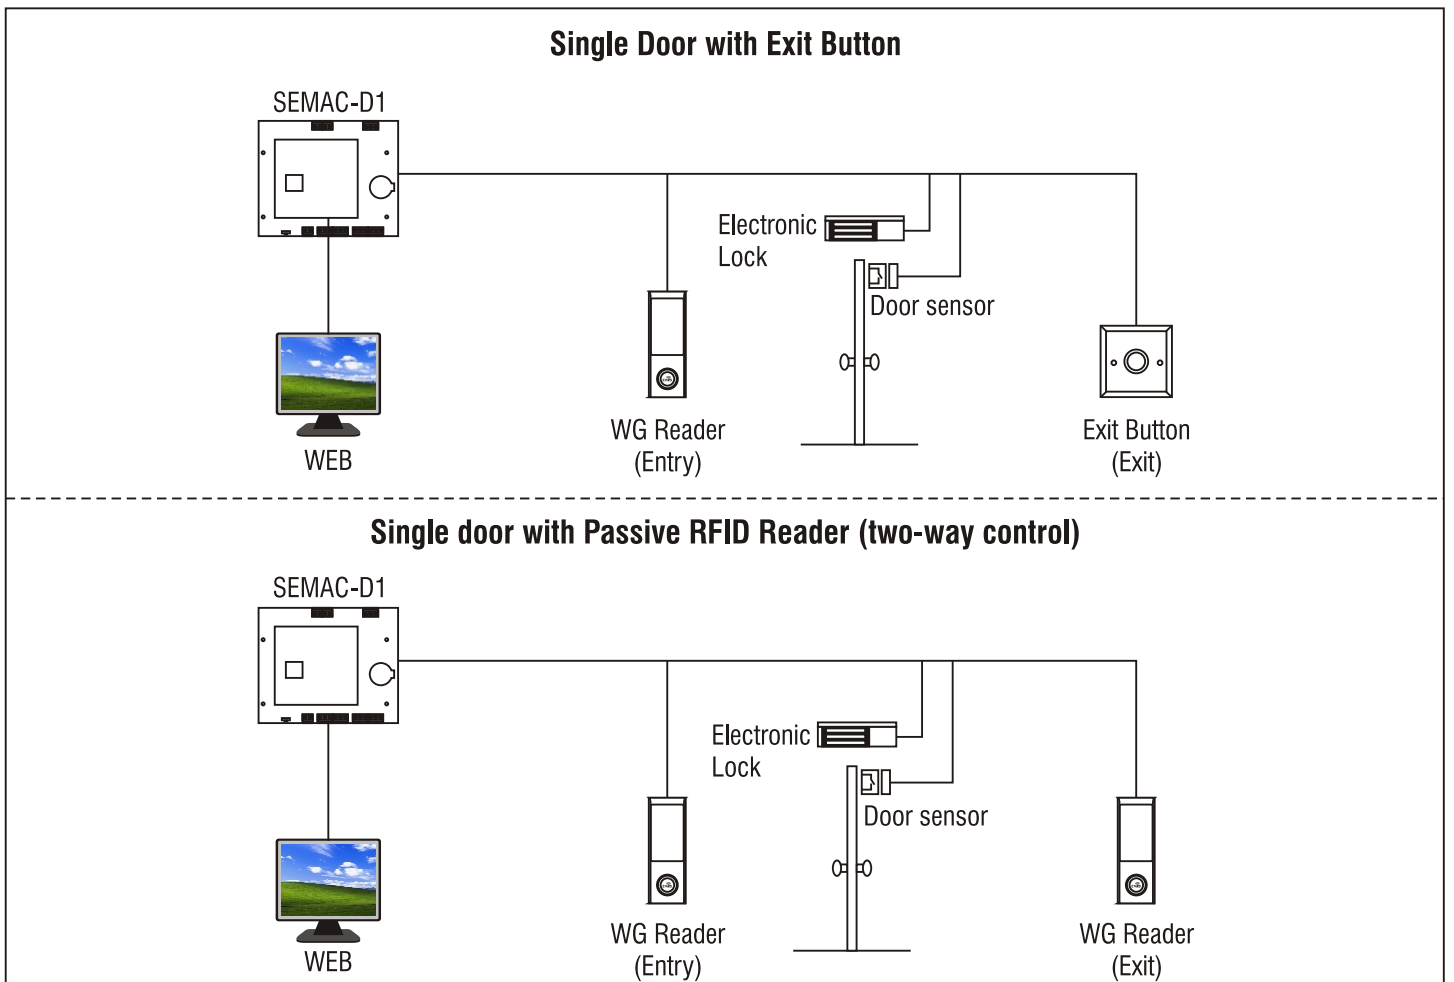 Single Door with Exit Button
SEMAC-D1
Electronic
Lock
Door sensor
WG Reader
(Entry)
Exit Button
(Exit)
WEB
Single door with Passive RFID Reader (two-way control)
SEMAC-D1
Electronic
Lock
Door sensor
WG Reader
(Entry)
WG Reader
(Exit)
WEB